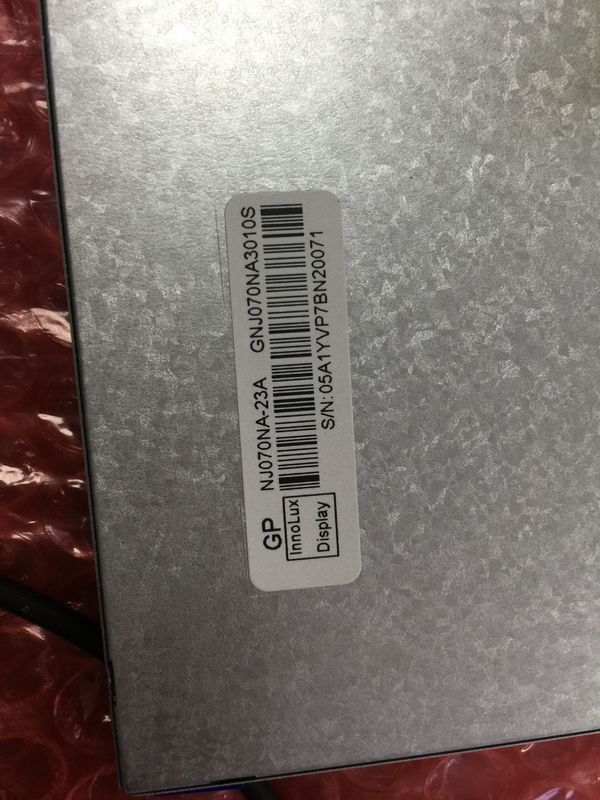 GP NJ070NA-23A GNJ070NA3010S
InnoLux
Display
S/N: 05A1YVP7BN20071